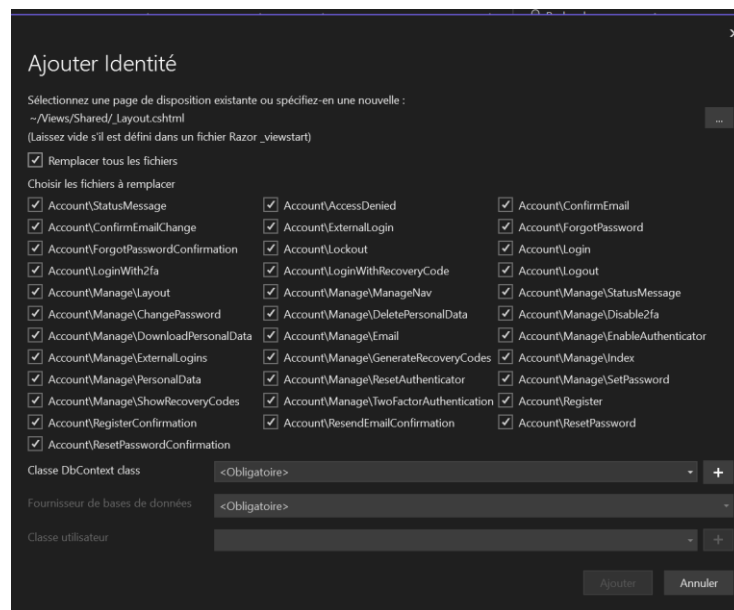 Ajouter Identité
Sélectionnez une page de disposition existante ou spécifiez-en une nouvelle :
~/Views/Shared/_Layout.cshtml
...
(Laissez vide s'il est défini dans un fichier Razor _viewstart)
Remplacer tous les fichiers
Choisir les fichiers à remplacer
Account\StatusMessage Account\AccessDenied Account\ConfirmEmail
Account\ConfirmEmailChange Account\ExternalLogin Account\ForgotPassword
Account\ForgotPasswordConfirmation Account\Lockout Account\Login
Account\LoginWith2fa Account\LoginWithRecoveryCode Account\Logout
Account\Manage\Layout Account\Manage\ManageNav Account\Manage\StatusMessage
Account\Manage\ChangePassword Account\Manage\DeletePersonalData Account\Manage\Disable2fa
Account\Manage\DownloadPersonalData Account\Manage\Email Account\Manage\EnableAuthenticator
Account\Manage\ExternalLogins Account\Manage\GenerateRecoveryCodes Account\Manage\Index
Account\Manage\PersonalData Account\Manage\ResetAuthenticator Account\Manage\SetPassword
Account\Manage\ShowRecoveryCodes Account\Manage\TwoFactorAuthentication Account\Register
Account\RegisterConfirmation Account\ResendEmailConfirmation Account\ResetPassword
Account\ResetPasswordConfirmation
Classe DbContext class <Obligatoire> +
Fournisseur de bases de données <Obligatoire>
Classe utilisateur +
Ajouter Annuler